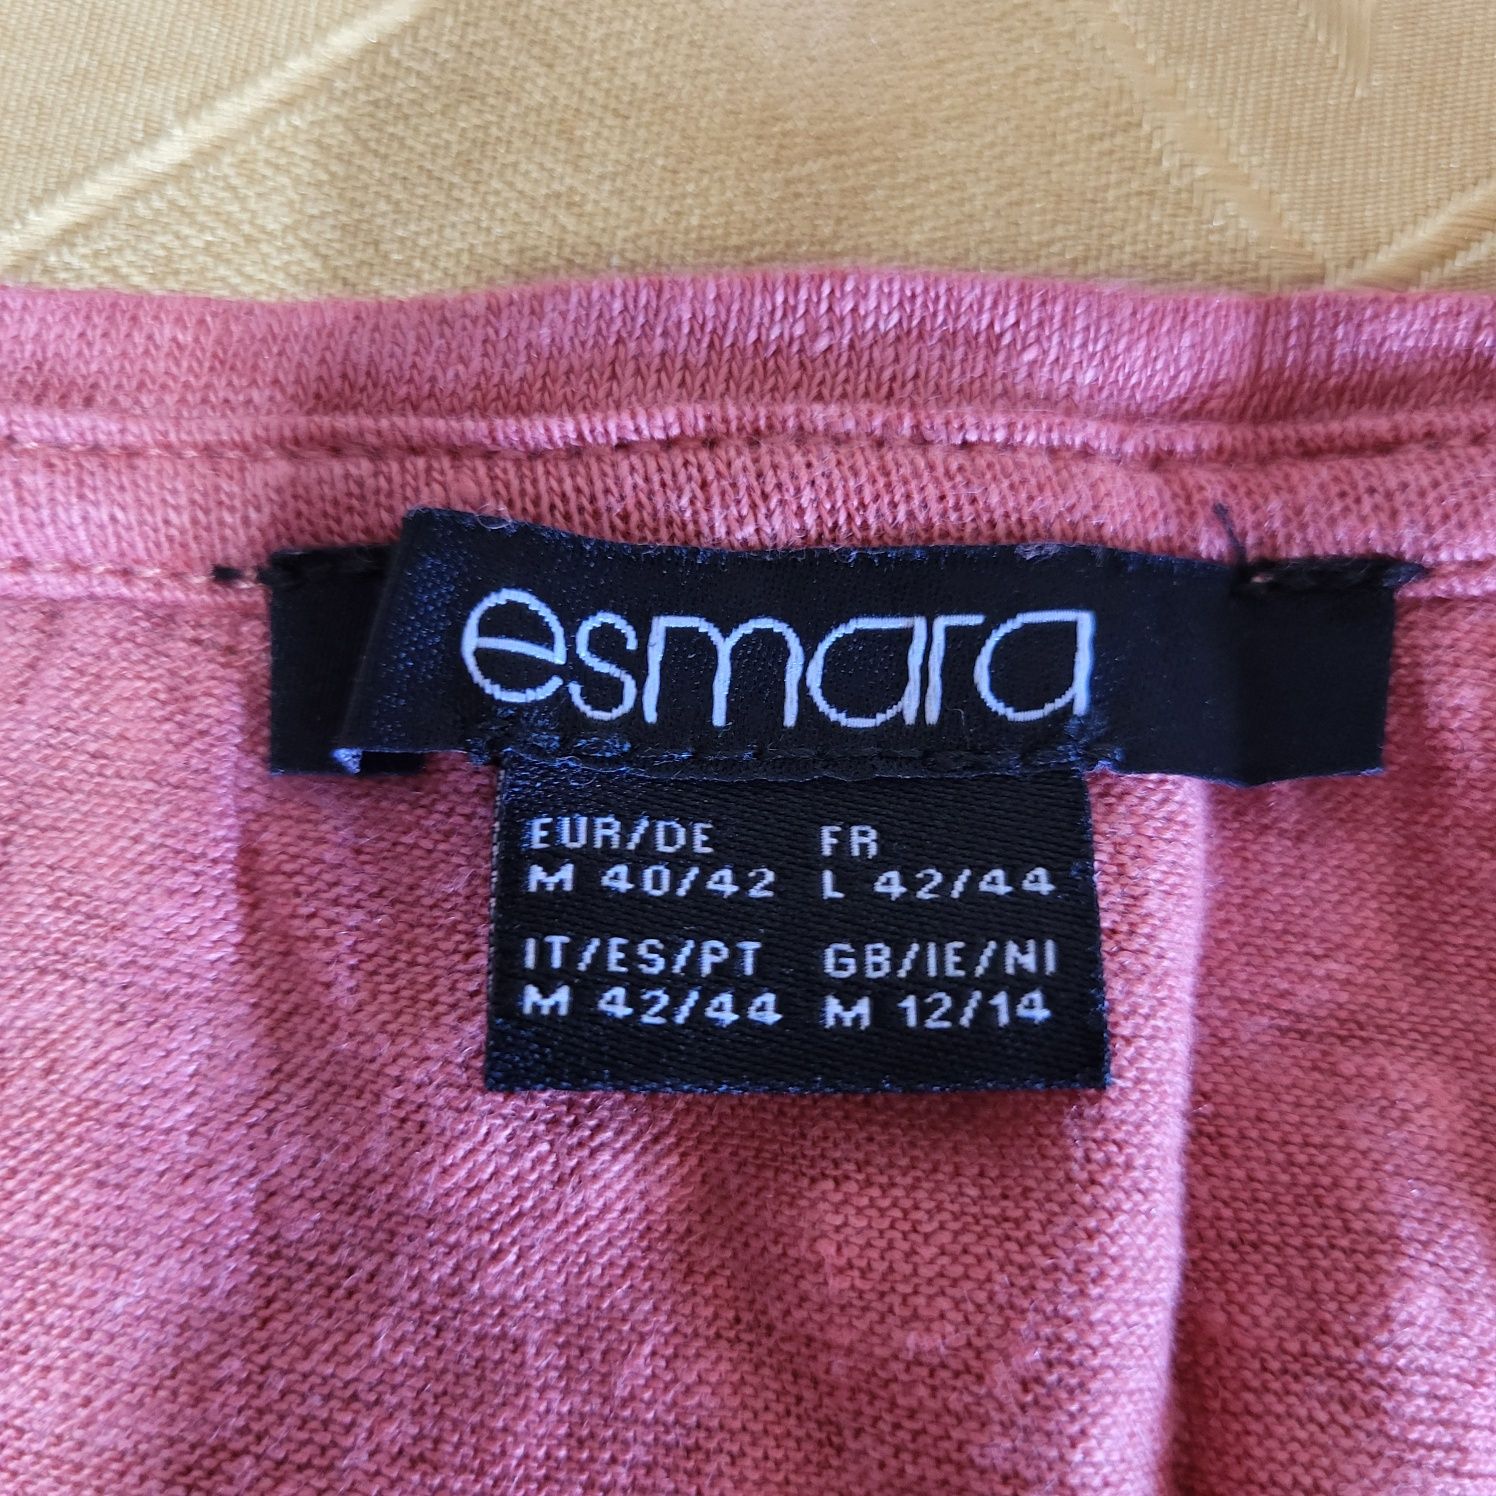 esmara
EUR/DE FR
M 40/42 L 42/44
IT/ES/PT GB/IE/NI
M 42/44 M 12/14